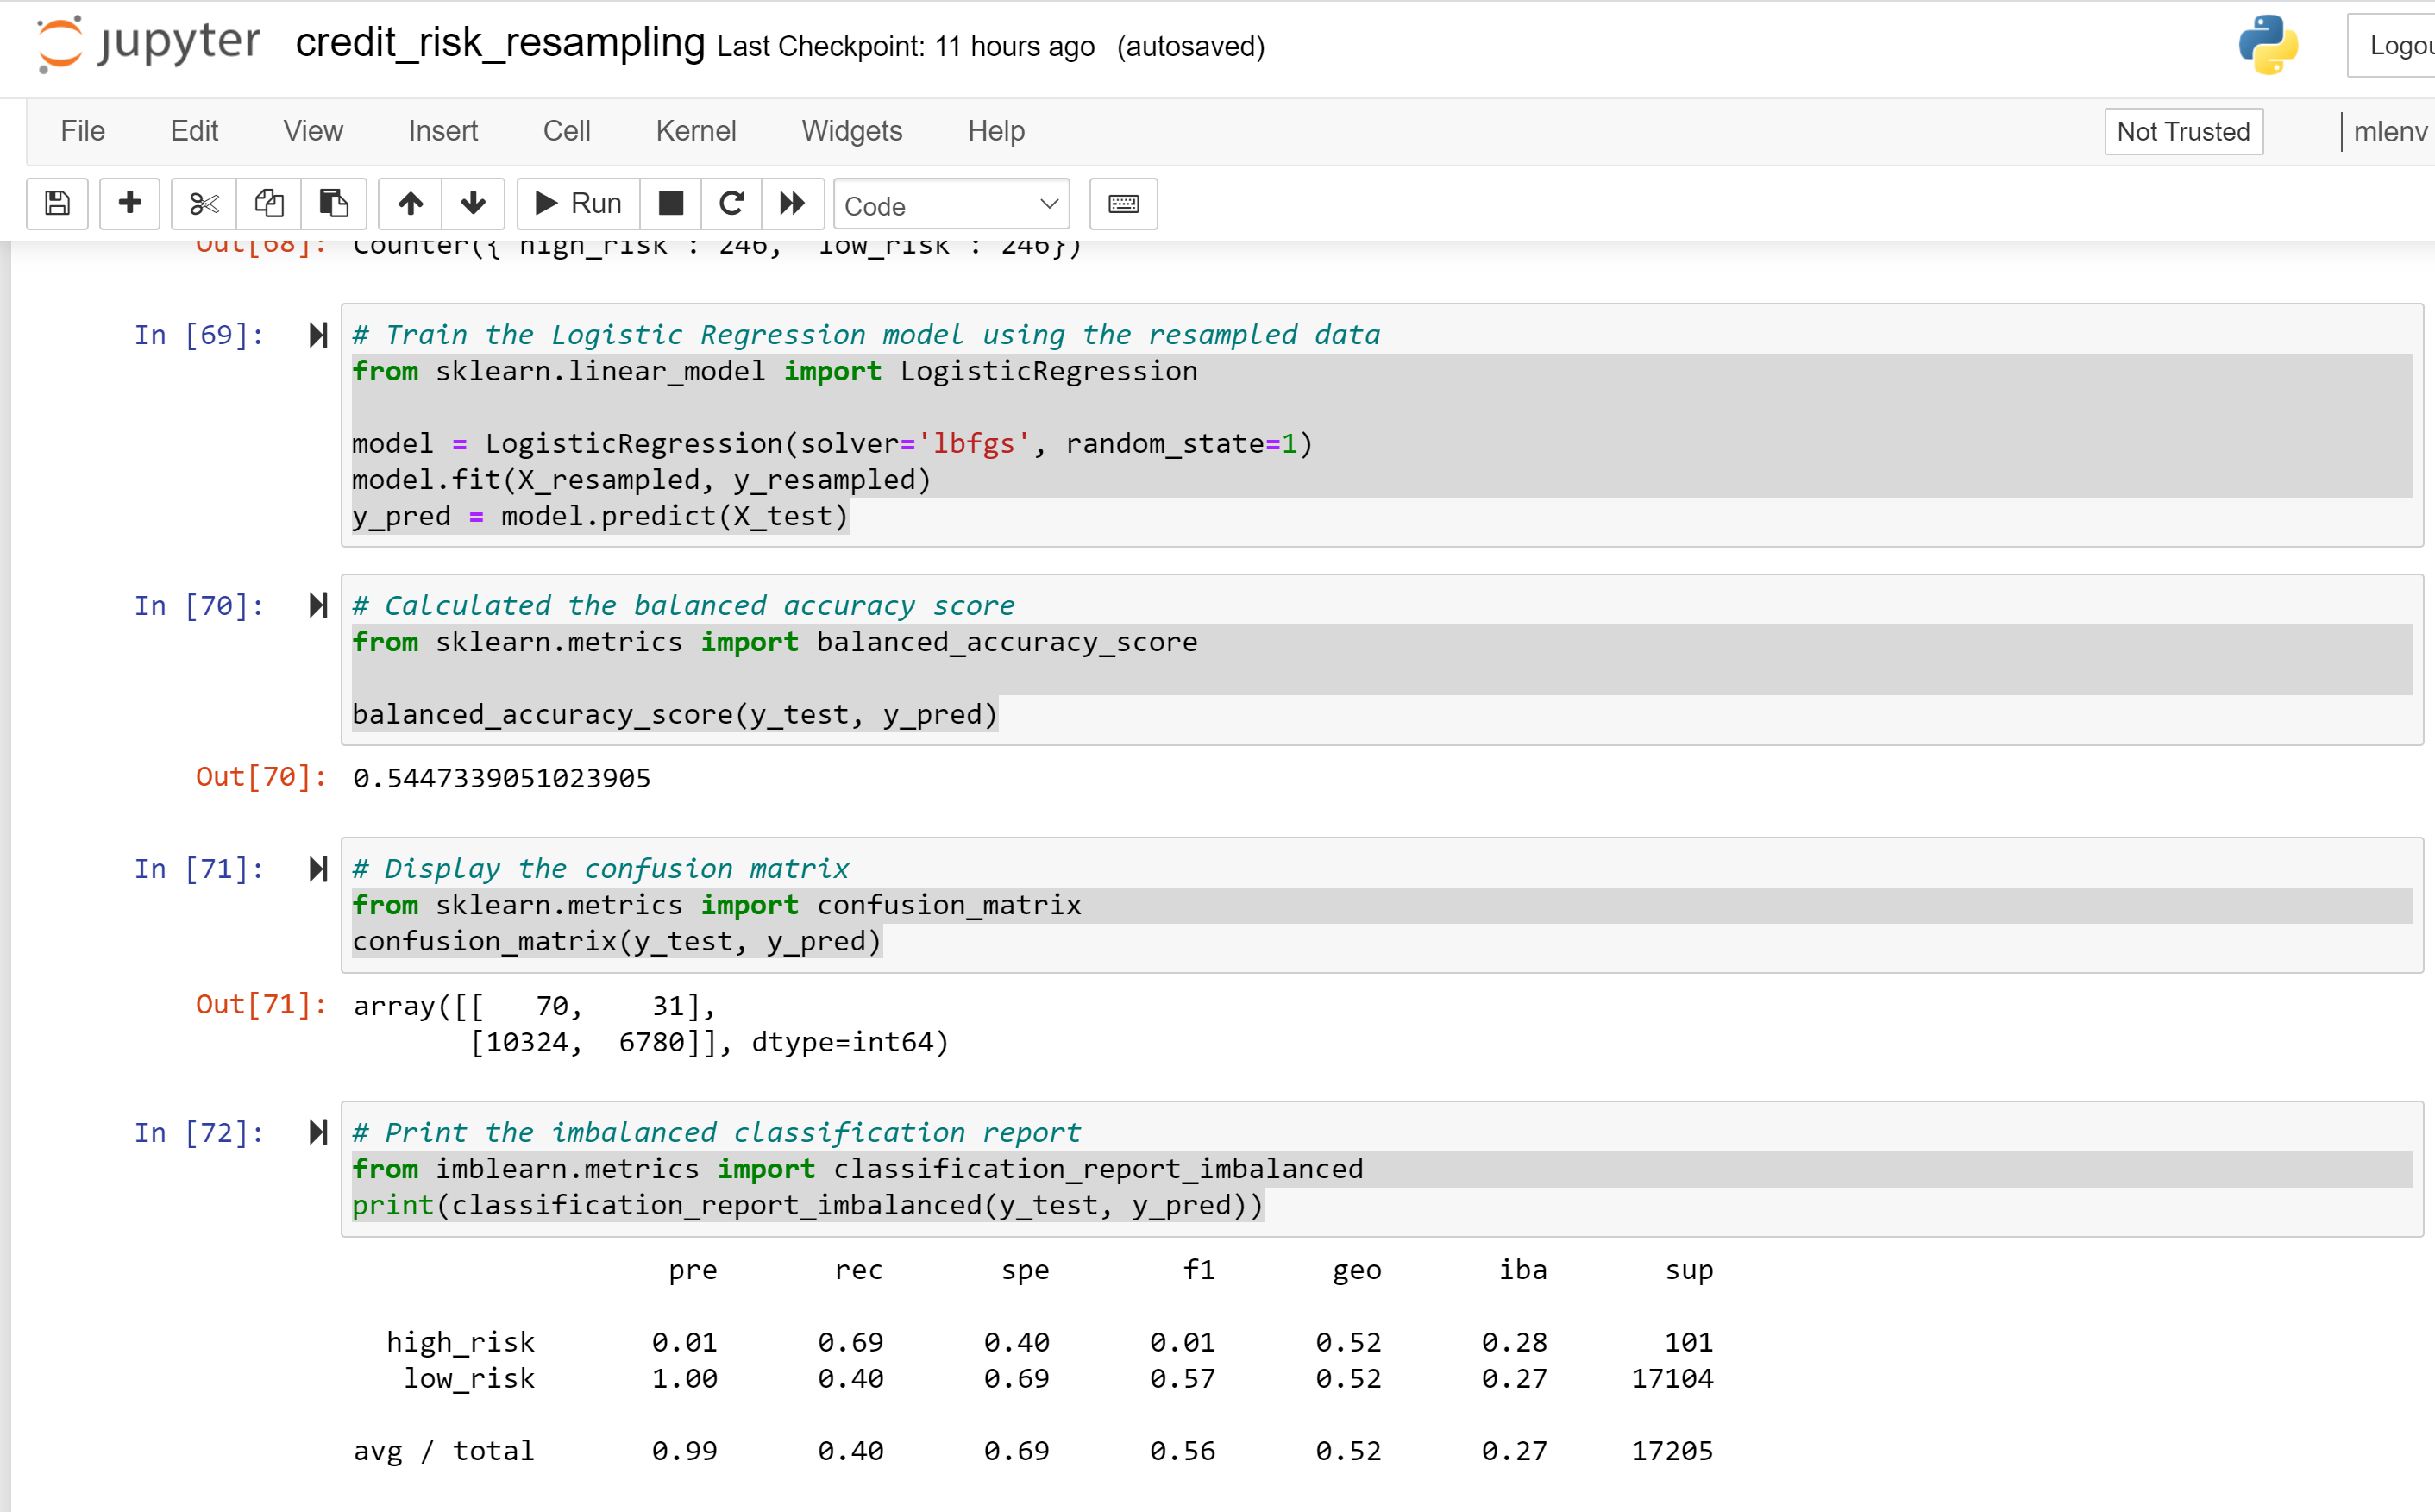 jupyter credit_risk_resampling Last Checkpoint: 11 hours ago (autosaved)
File Edit View Insert Cell Kernel Widgets Help Not Trusted mlenv
Run Code
Out[68]: Counter({'high_risk': 246, 'low_risk': 246})
In [69]: # Train the Logistic Regression model using the resampled data
from sklearn.linear_model import LogisticRegression
model = LogisticRegression(solver='lbfgs', random_state=1)
model.fit(X_resampled, y_resampled)
y_pred = model.predict(X_test)
In [70]: # Calculated the balanced accuracy score
from sklearn.metrics import balanced_accuracy_score
balanced_accuracy_score(y_test, y_pred)
Out[70]: 0.5447339051023905
In [71]: # Display the confusion matrix
from sklearn.metrics import confusion_matrix
confusion_matrix(y_test, y_pred)
Out[71]: array([[   70,    31],
       [10324,  6780]], dtype=int64)
In [72]: # Print the imbalanced classification report
from imblearn.metrics import classification_report_imbalanced
print(classification_report_imbalanced(y_test, y_pred))
pre rec spe f1 geo iba sup
high_risk 0.01 0.69 0.40 0.01 0.52 0.28 101
low_risk 1.00 0.40 0.69 0.57 0.52 0.27 17104
avg / total 0.99 0.40 0.69 0.56 0.52 0.27 17205